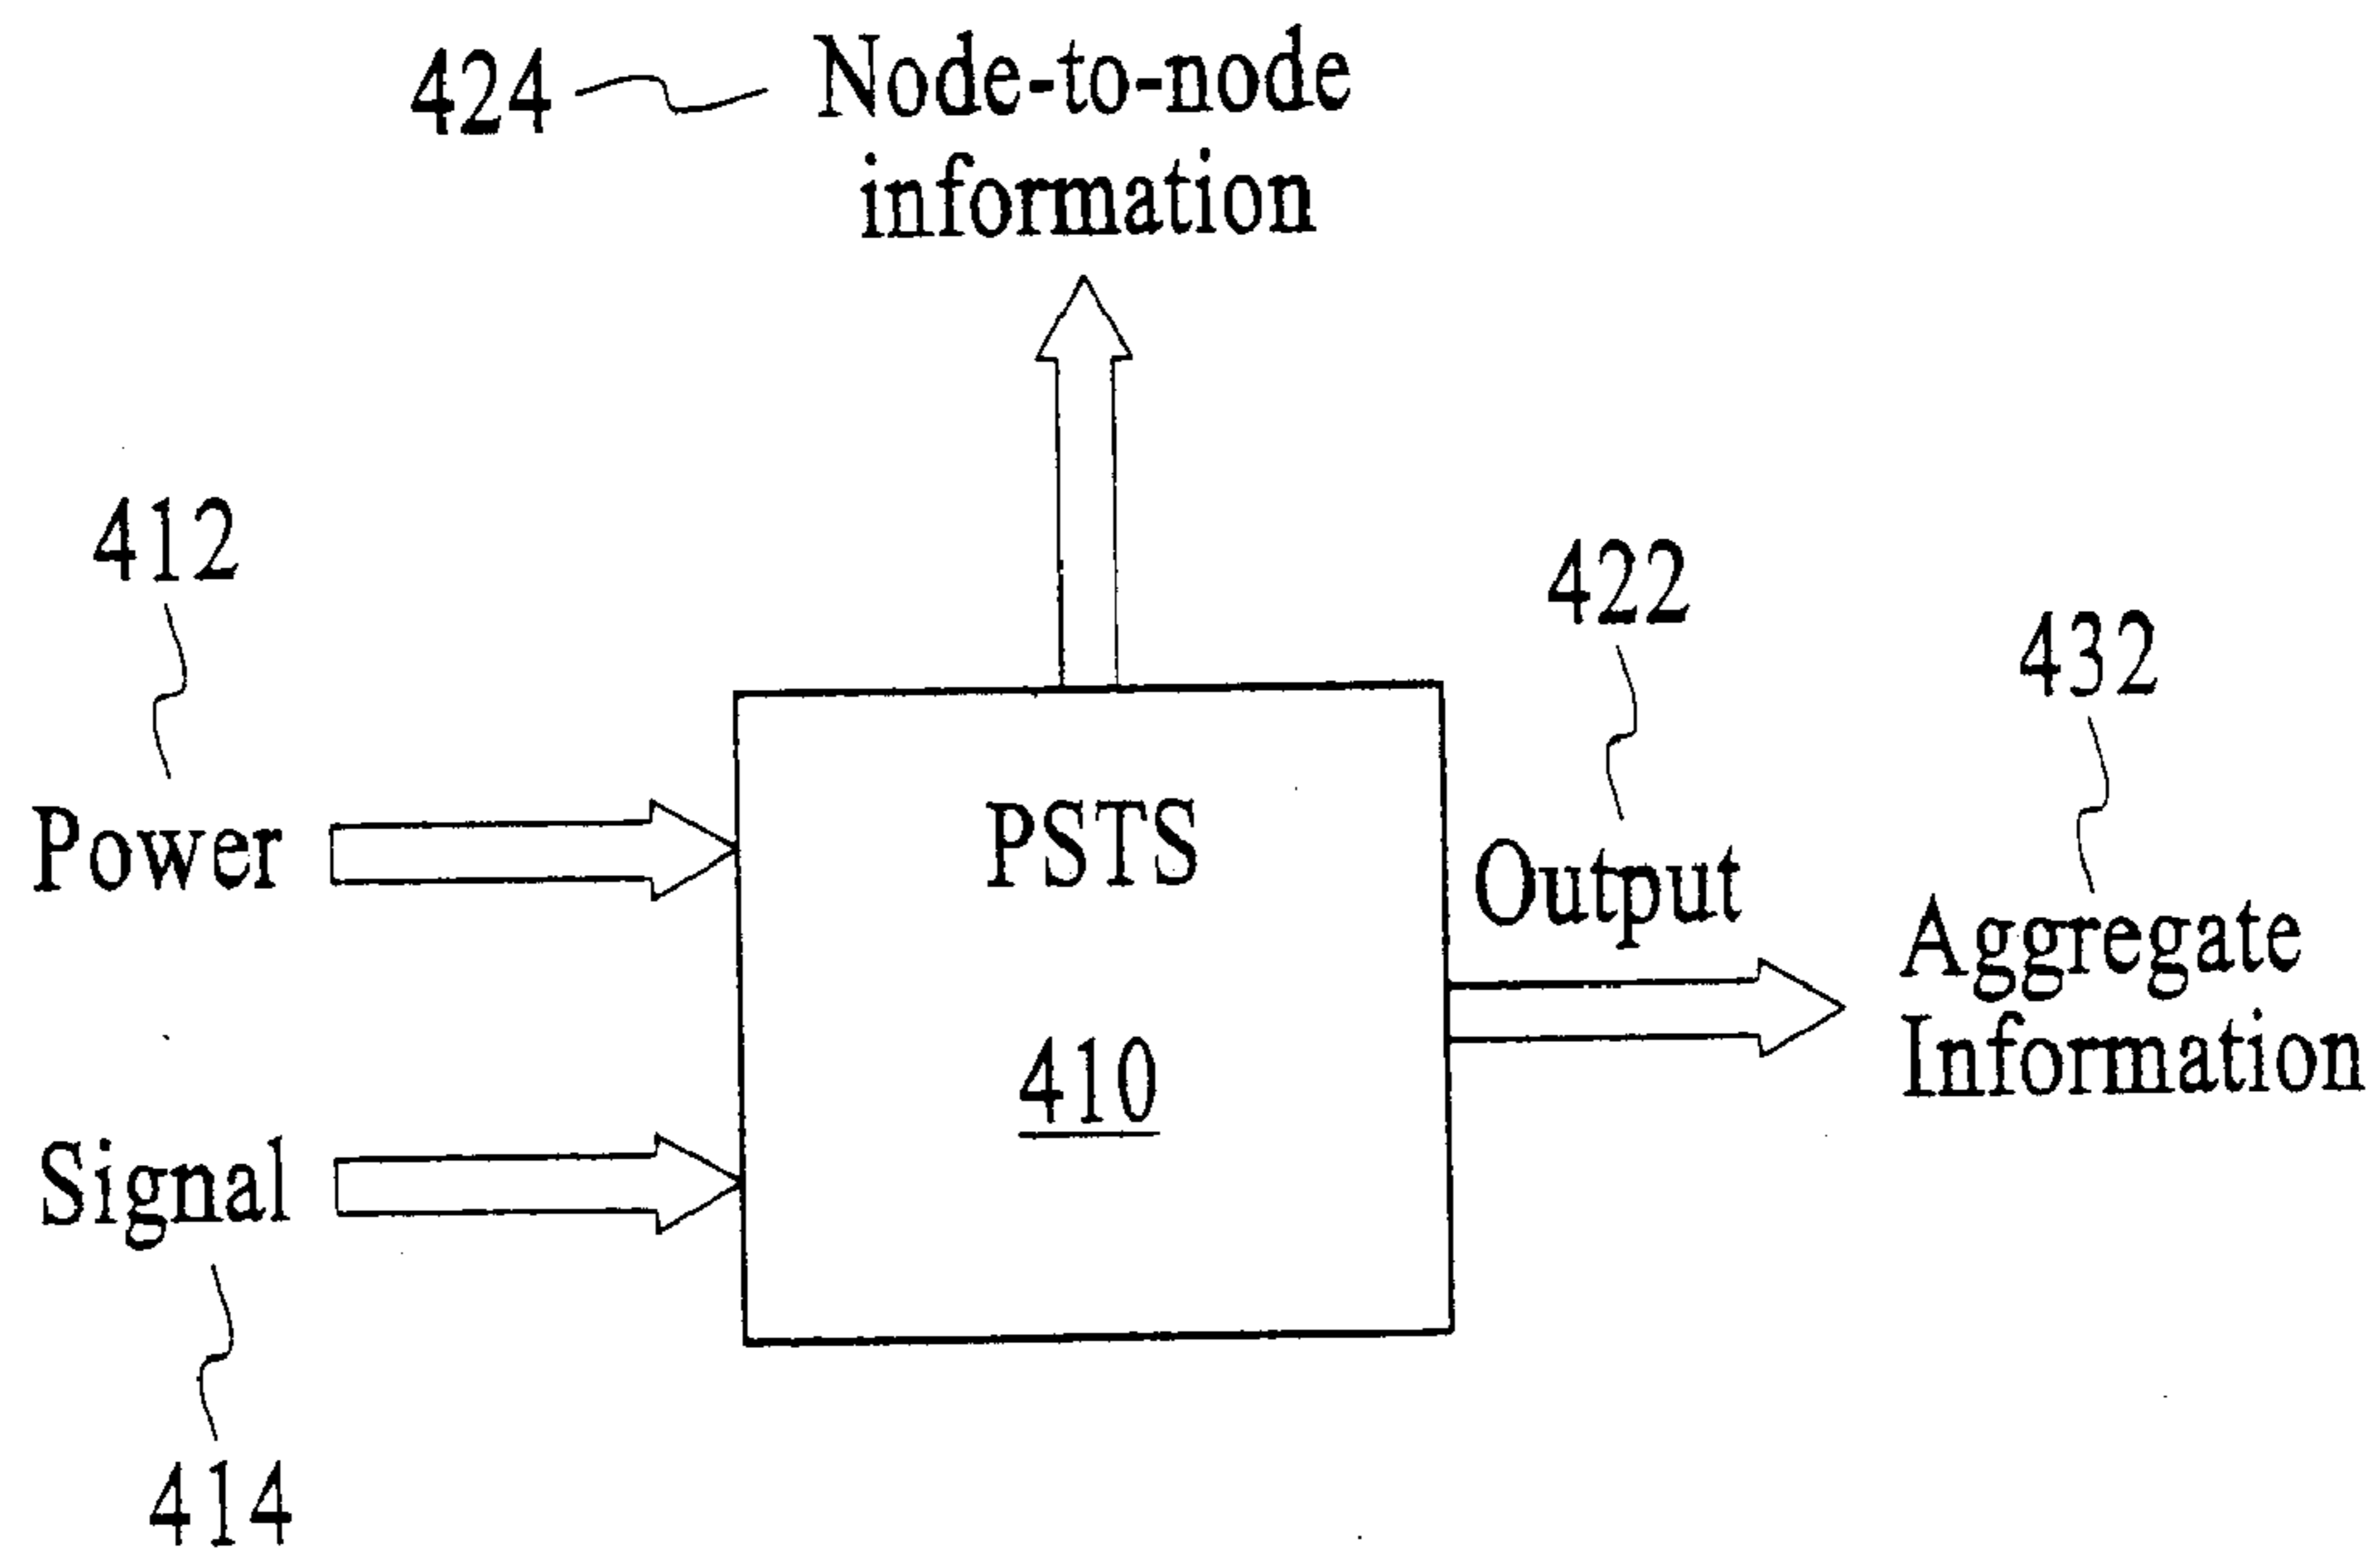 424
Node-to-node
information
412
422
432
Power
PSTS
Output
Aggregate
Information
410
Signal
414